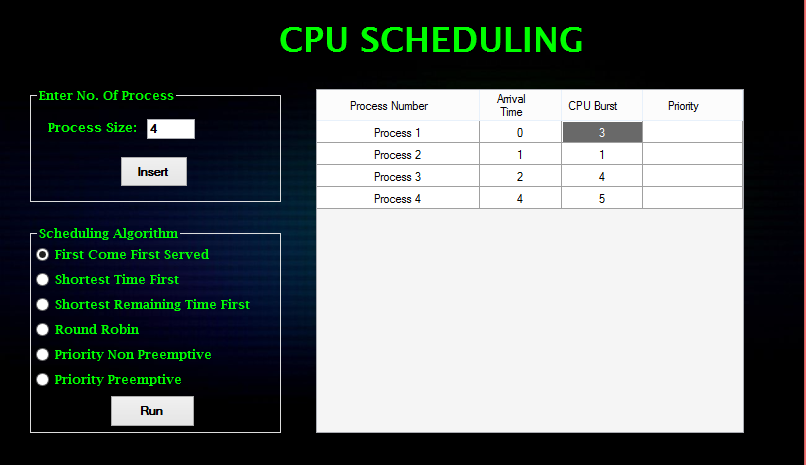 CPU SCHEDULING
Enter No. Of Process
Process Size: 4
Insert
Scheduling Algorithm
First Come First Served
Shortest Time First
Shortest Remaining Time First
Round Robin
Priority Non Preemptive
Priority Preemptive
Run
Process Number Arrival Time CPU Burst Priority
Process 1 0 3
Process 2 1 1
Process 3 2 4
Process 4 4 5